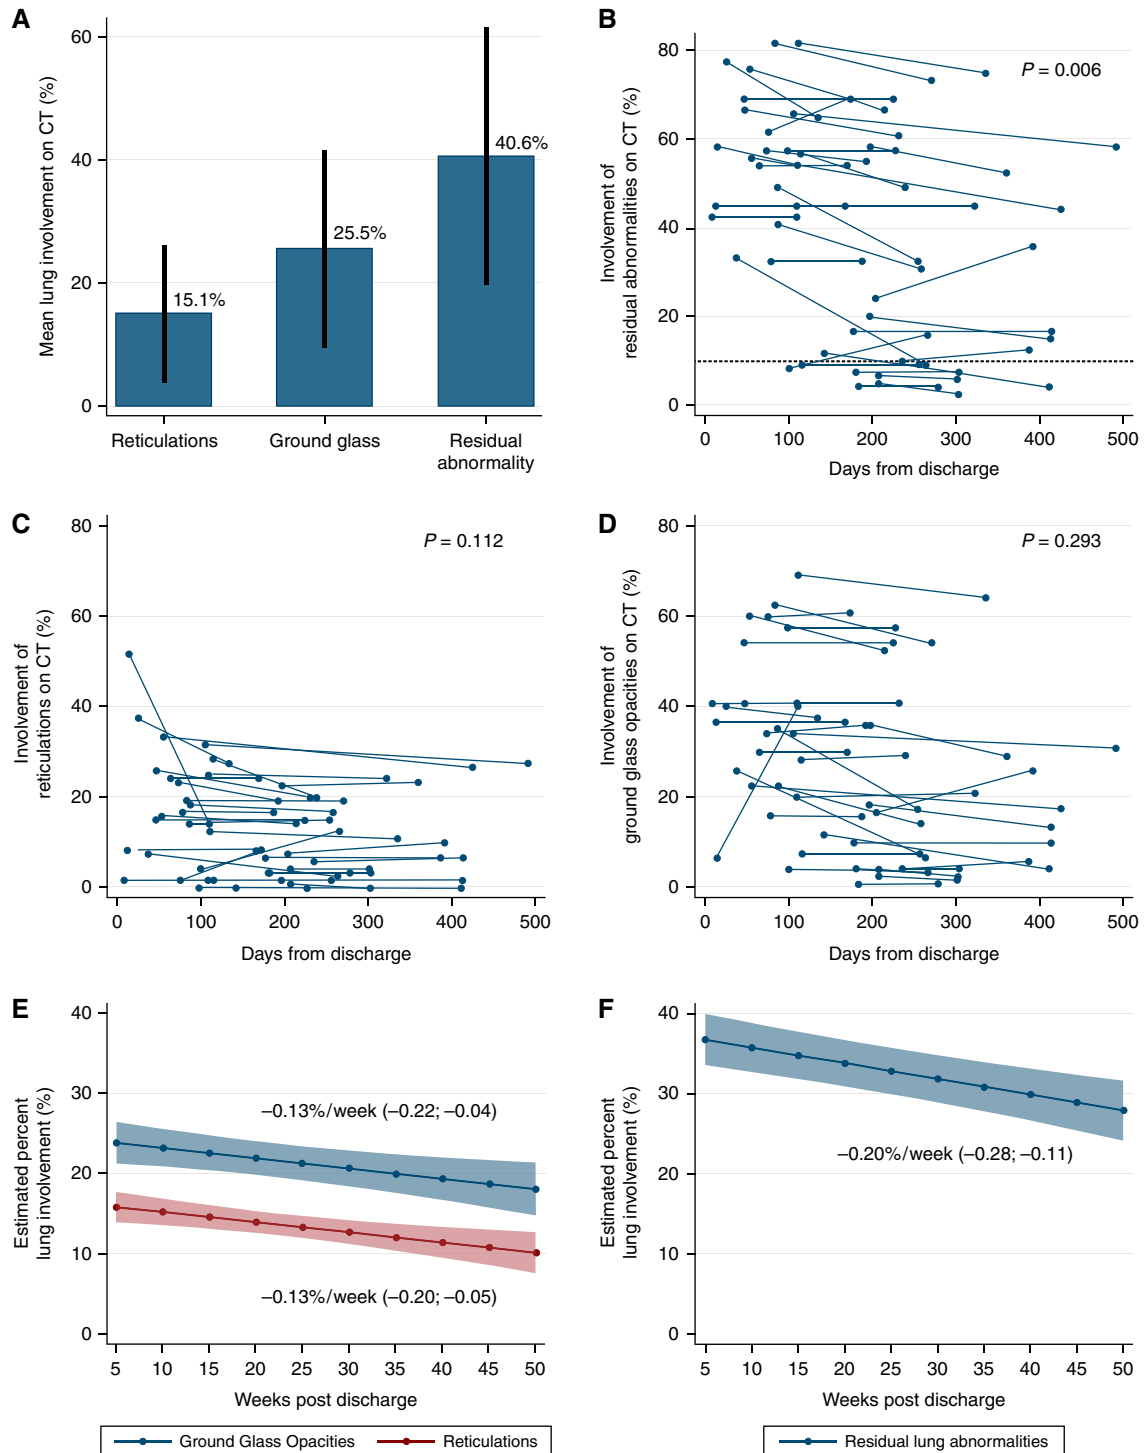 A
Mean lung involvement on CT (%)
60
40
20
0
15.1%
25.5%
40.6%
Reticulations
Ground glass
Residual
abnormality
B
Involvement of
residual abnormalities on CT (%)
80
60
40
20
0
P = 0.006
0 100 200 300 400 500
Days from discharge
C
Involvement of
reticulations on CT (%)
80
60
40
20
0
P = 0.112
0 100 200 300 400 500
Days from discharge
D
Involvement of
ground glass opacities on CT (%)
80
60
40
20
0
P = 0.293
0 100 200 300 400 500
Days from discharge
E
Estimated percent
lung involvement (%)
40
30
20
10
0
–0.13%/week (–0.22; –0.04)
–0.13%/week (–0.20; –0.05)
5 10 15 20 25 30 35 40 45 50
Weeks post discharge
Ground Glass Opacities Reticulations
F
Estimated percent
lung involvement (%)
40
30
20
10
0
–0.20%/week (–0.28; –0.11)
5 10 15 20 25 30 35 40 45 50
Weeks post discharge
Residual lung abnormalities